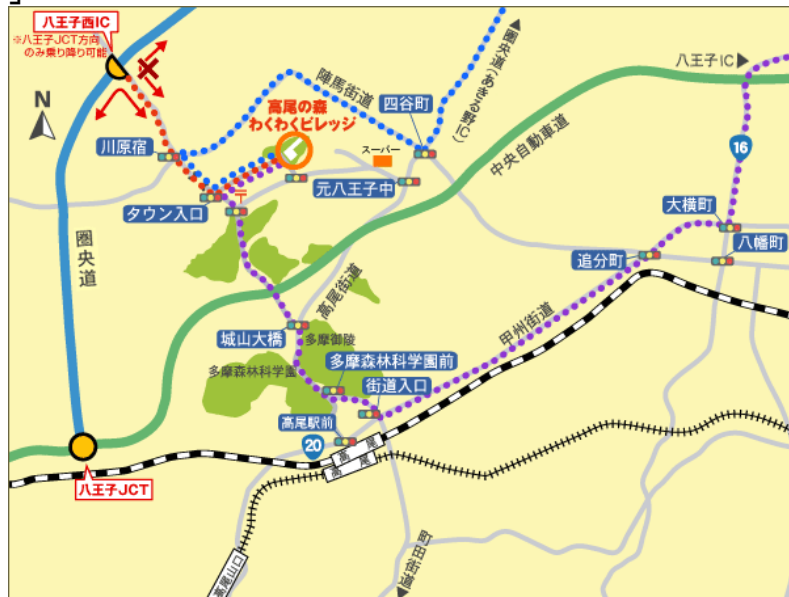 八王子西IC
※八王子JCT方向
のみ乗り降り可能
圏央道(あきる野IC)
八王子IC
陣馬街道
四谷町
N
高尾の森
わくわくビレッジ
スーパー
中央自動車道
16
川原宿
元八王子中
タウン入口
〒
大横町
八幡町
追分町
圏央道
高尾街道
甲州街道
城山大橋
多摩御陵
多摩森林科学園前
多摩森林科学園
街道入口
高尾駅前
20
高尾
高尾
八王子JCT
町田街道
高尾山口